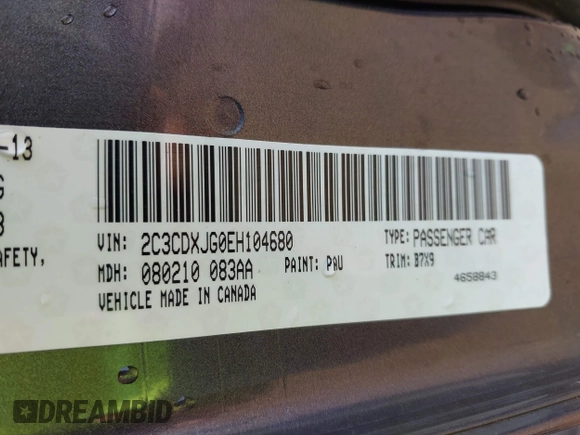 -13
G
8
AFETY,
VIN: 2C3CDXJG0EH104680
TYPE: PASSENGER CAR
MDH: 080210 083AA
PAINT: PAU
TRIM: B7X9
VEHICLE MADE IN CANADA
4658843
DREAMBID